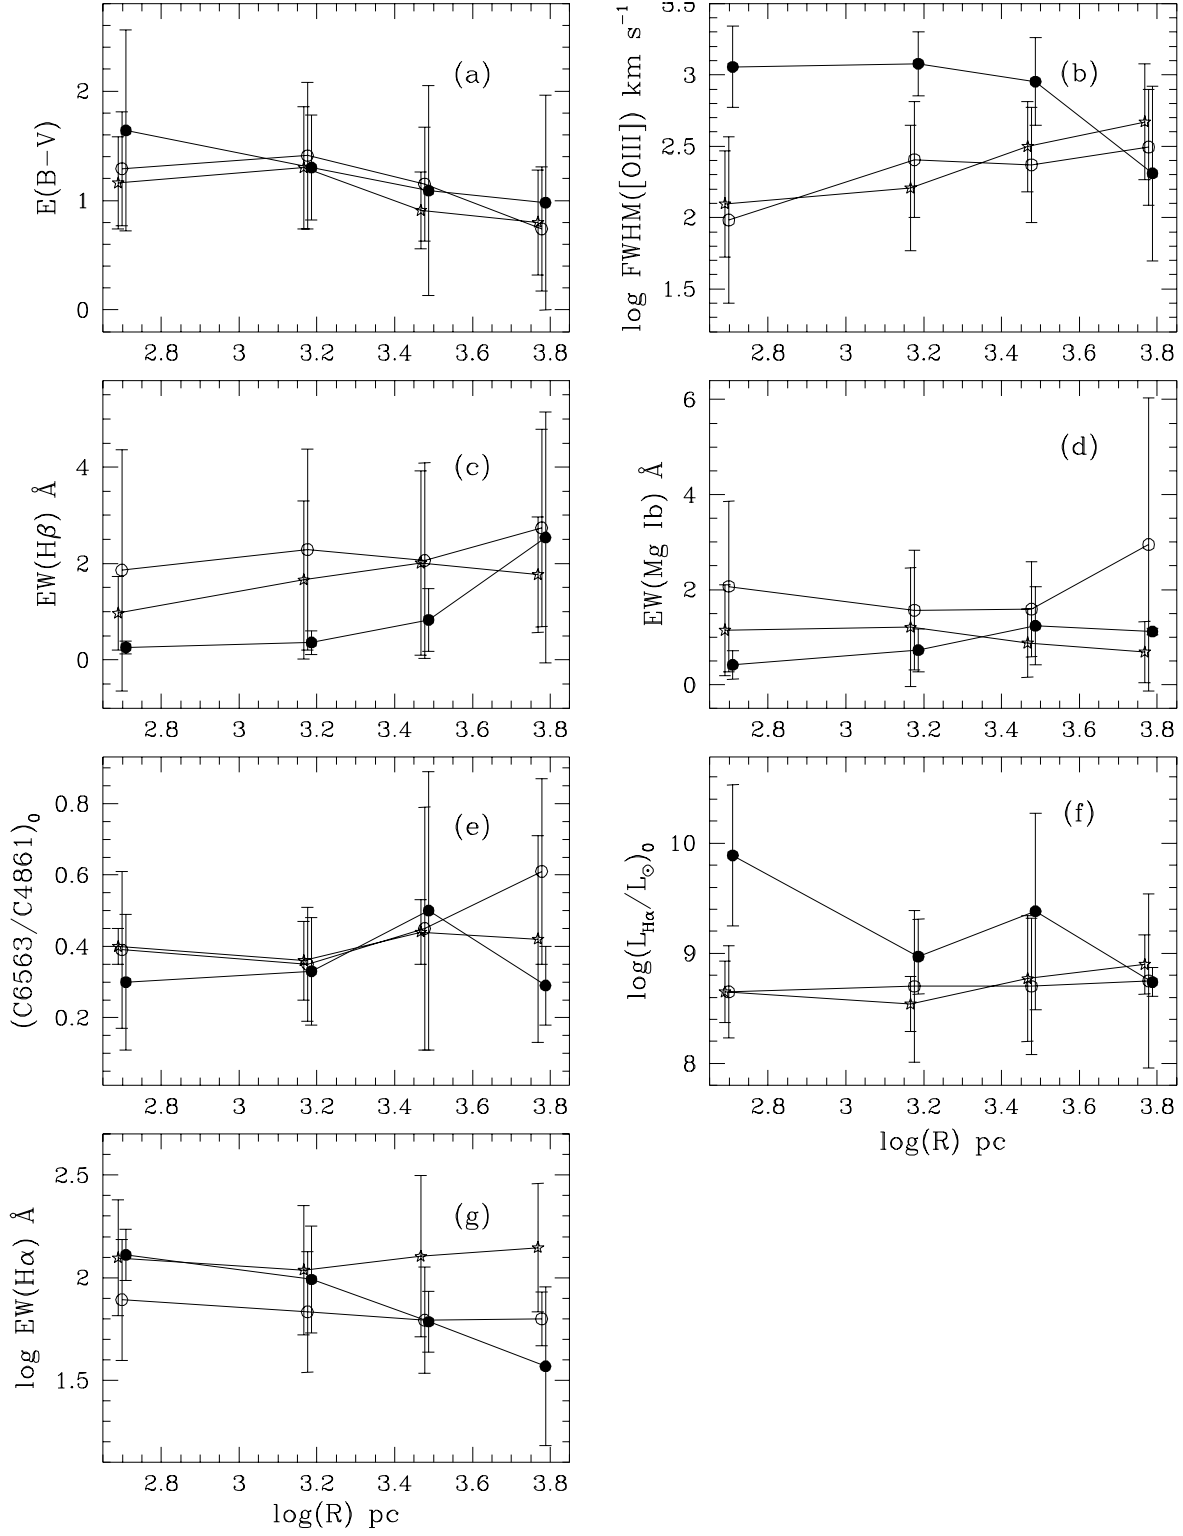 (a)
E(B−V)
2
1
0
2.8 3 3.2 3.4 3.6 3.8
(b)
log FWHM([OIII]) km s⁻¹
3.5
3
2.5
2
1.5
2.8 3 3.2 3.4 3.6 3.8
(c)
EW(Hβ) Å
4
2
0
2.8 3 3.2 3.4 3.6 3.8
(d)
EW(Mg Ib) Å
6
4
2
0
2.8 3 3.2 3.4 3.6 3.8
(e)
(C6563/C4861)₀
0.8
0.6
0.4
0.2
2.8 3 3.2 3.4 3.6 3.8
(f)
log(L_Hα/L_⊙)₀
10
9
8
2.8 3 3.2 3.4 3.6 3.8
log(R) pc
(g)
log EW(Hα) Å
2.5
2
1.5
2.8 3 3.2 3.4 3.6 3.8
log(R) pc